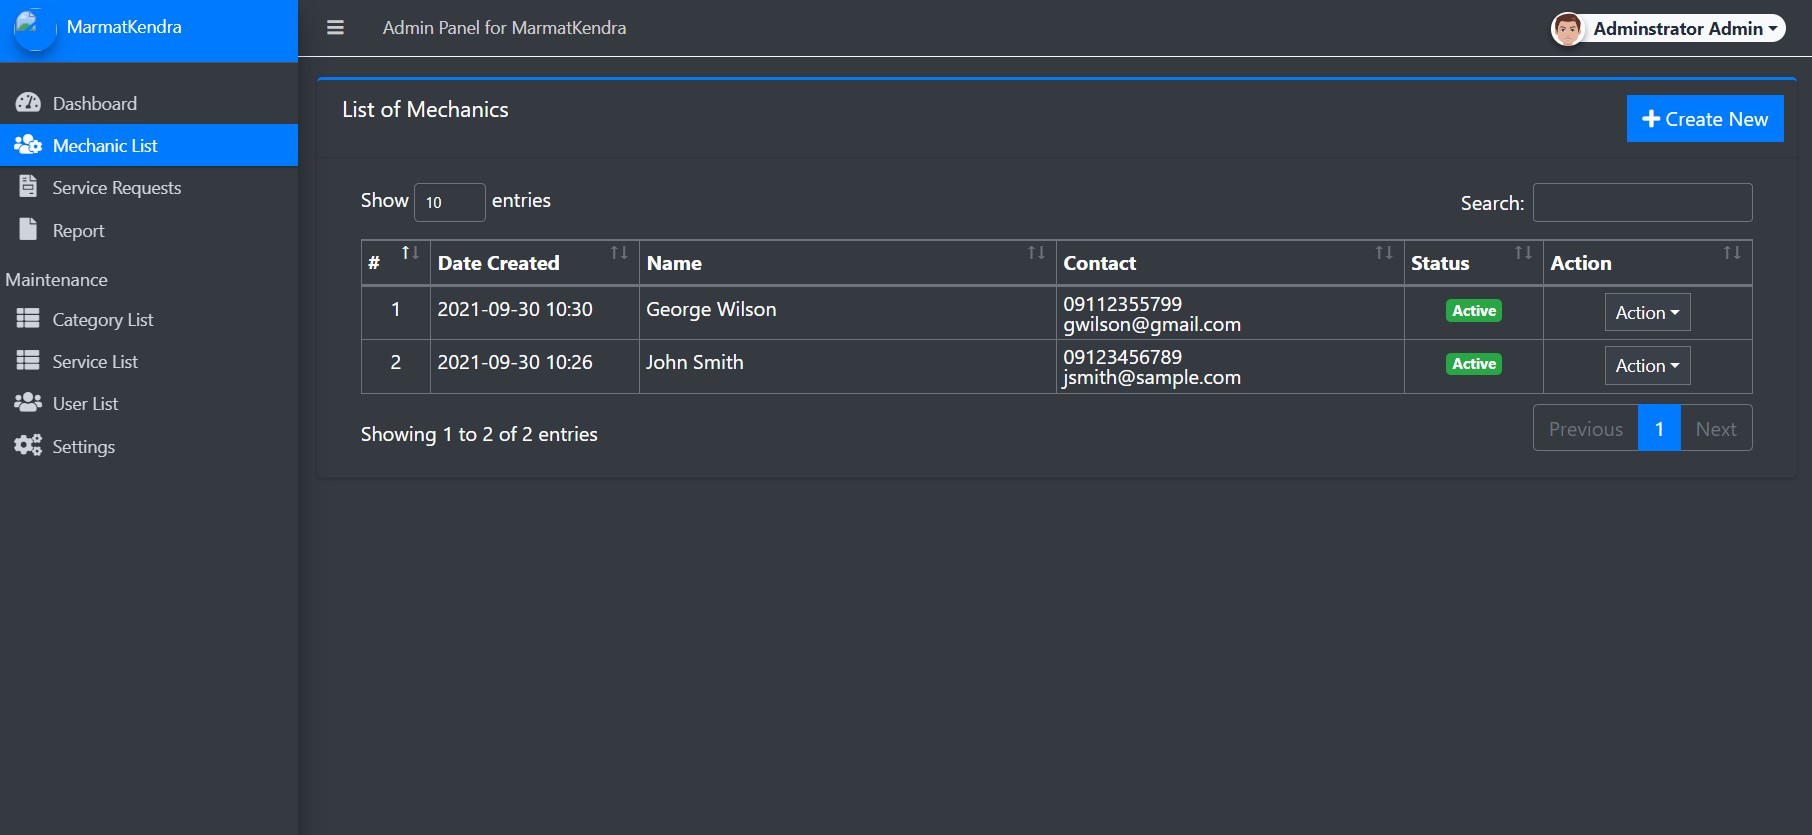 MarmatKendra
Admin Panel for MarmatKendra
Adminstrator Admin
Dashboard
Mechanic List
Service Requests
Report
Maintenance
Category List
Service List
User List
Settings
List of Mechanics
Create New
Show 10 entries
Search:
# Date Created Name Contact Status Action
1 2021-09-30 10:30 George Wilson 09112355799 Active Action
gwilson@gmail.com
2 2021-09-30 10:26 John Smith 09123456789 Active Action
jsmith@sample.com
Showing 1 to 2 of 2 entries
Previous 1 Next